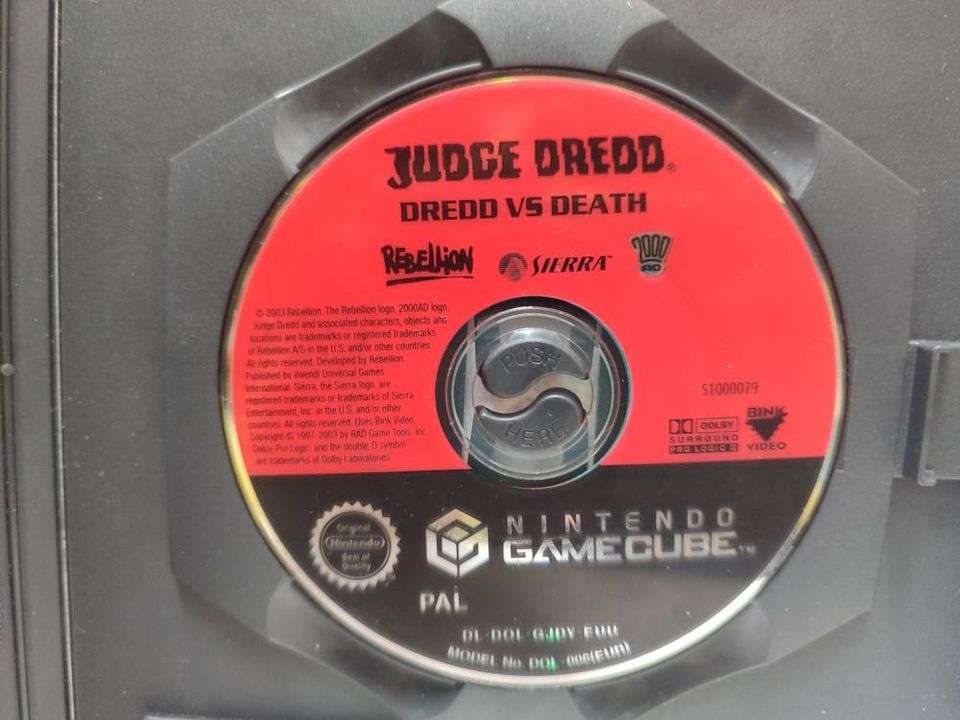 JUDGE DREDD®
DREDD VS DEATH
REBELLION
SIERRA™
2000
AD
© 2003 Rebellion. The Rebellion logo, 2000AD logo,
Judge Dredd and associated characters, objects and
locations are trademarks or registered trademarks
of Rebellion A/S in the U.S. and/or other countries
All rights reserved. Developed by Rebellion
Published by Vivendi Universal Games
International. Sierra, the Sierra logo, are
registered trademarks or trademarks of Sierra
Entertainment, Inc. in the U.S. and/or other
countries. All rights reserved. Uses Bink Video.
Copyright © 1997-2003 by RAD Game Tools, Inc.
Dolby, Pro Logic, and the double-D symbol
are trademarks of Dolby Laboratories
PUSH
HERE
ST000079
DOLBY
SURROUND
PRO LOGIC II
BINK
VIDEO
Original
Nintendo
Seal of
Quality
NINTENDO
GAMECUBE™
PAL
DL-DOL-GJDY-EUU
MODEL No. DOL-006(EUR)